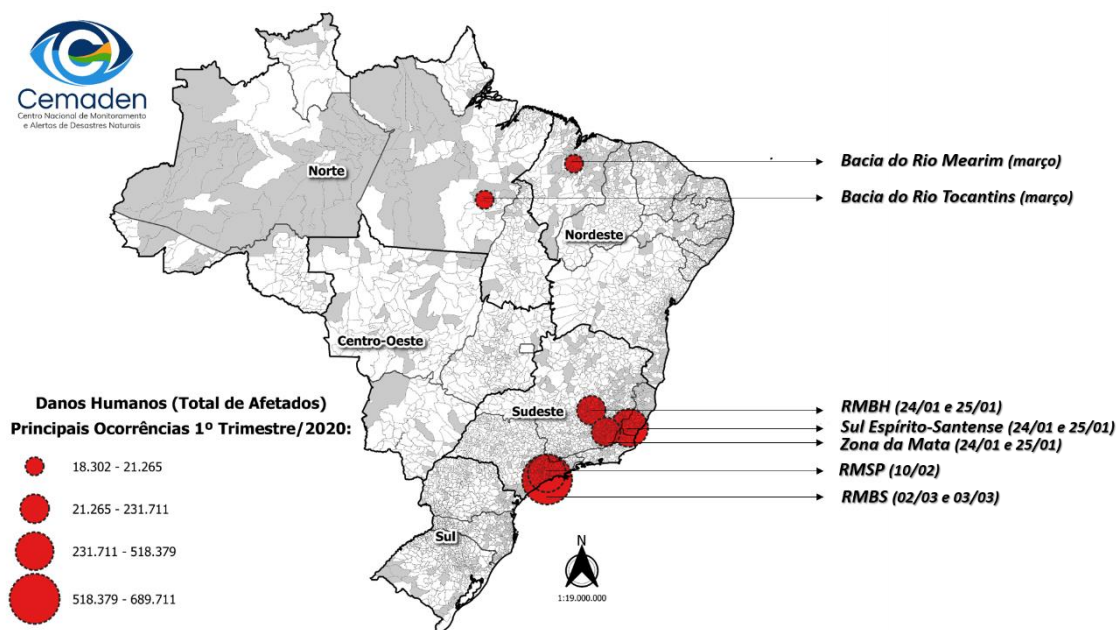 Cemaden
Centro Nacional de Monitoramento
e Alertas de Desastres Naturais
Norte
Nordeste
Centro-Oeste
Sudeste
Sul
Bacia do Rio Mearim (março)
Bacia do Rio Tocantins (março)
RMBH (24/01 e 25/01)
Sul Espírito-Santense (24/01 e 25/01)
Zona da Mata (24/01 e 25/01)
RMSP (10/02)
RMBS (02/03 e 03/03)
Danos Humanos (Total de Afetados)
Principais Ocorrências 1º Trimestre/2020:
18.302 - 21.265
21.265 - 231.711
231.711 - 518.379
518.379 - 689.711
N
1:19.000.000